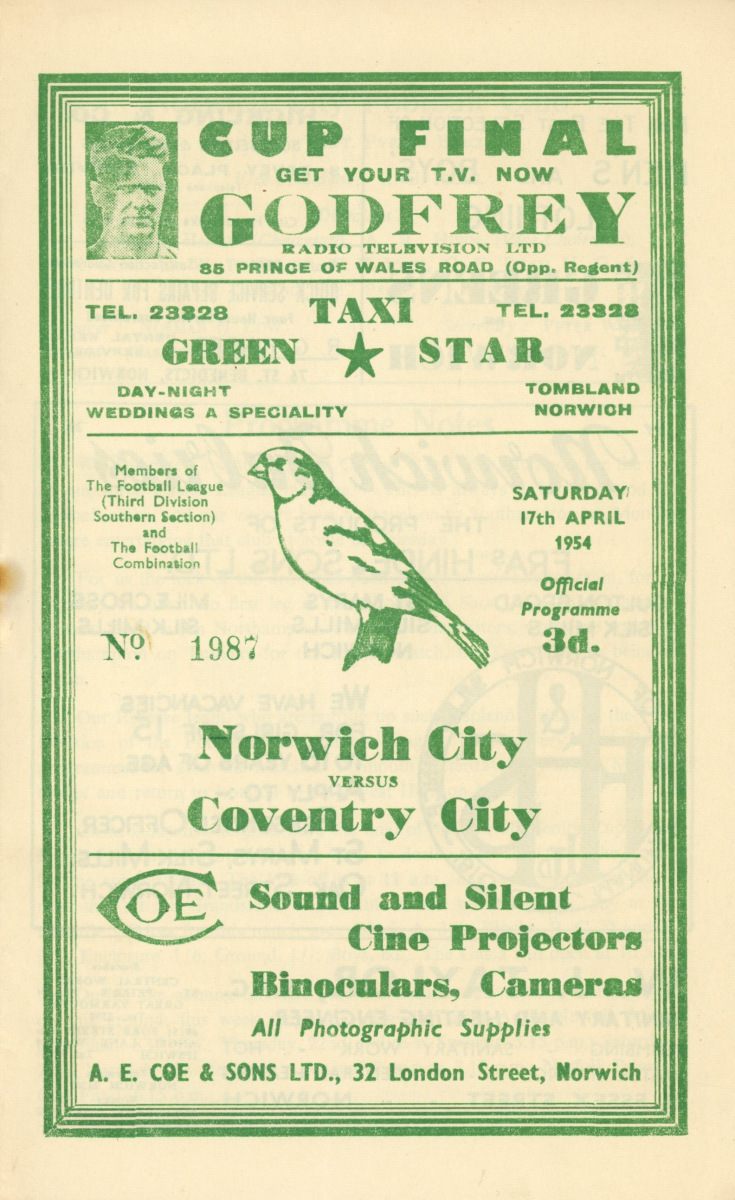 CUP FINAL
GET YOUR T.V. NOW
GODFREY
RADIO TELEVISION LTD
85 PRINCE OF WALES ROAD (Opp. Regent)
TEL. 23328 TAXI TEL. 23328
GREEN ★ STAR
DAY-NIGHT
WEDDINGS A SPECIALITY
TOMBLAND
NORWICH
Members of
The Football League
(Third Division
Southern Section)
and
The Football
Combination
SATURDAY
17th APRIL
1954
Official
Programme
3d.
Nº 1987
Norwich City
VERSUS
Coventry City
COE
Sound and Silent
Cine Projectors
Binoculars, Cameras
All Photographic Supplies
A. E. COE & SONS LTD., 32 London Street, Norwich